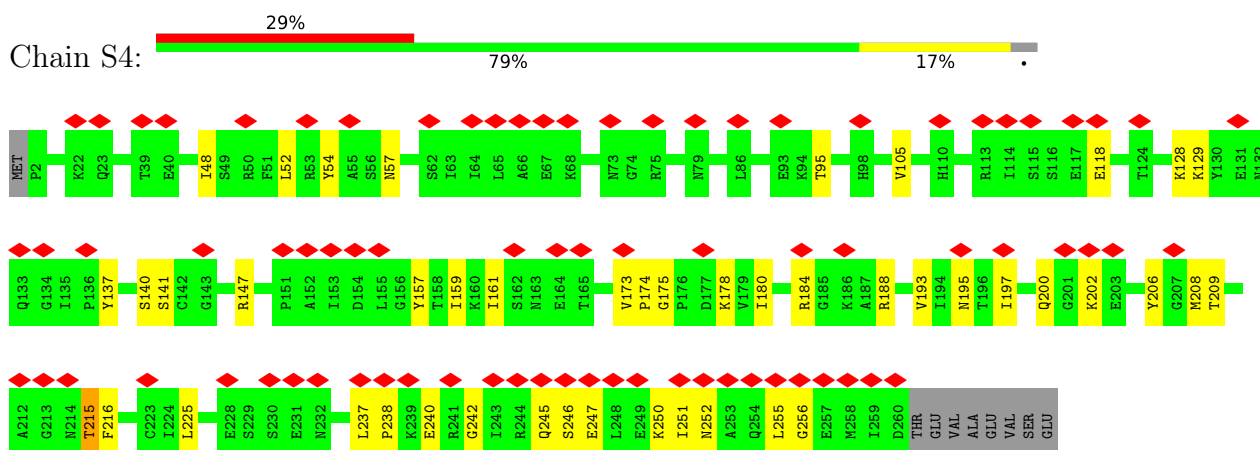 29%
Chain S4:
79% 17% •
MET P2 K22 Q23 T39 E40 I48 S49 R50 F51 L52 R53 Y54 A55 S56 N57 S62 I63 I64 L65 A66 E67 K68 N73 G74 R75 N79 L86 E93 K94 T95 H98 V105 H110 R113 I114 S115 S116 E117 E118 T124 K128 K129 Y130 E131 N132
Q133 G134 I135 P136 Y137 S140 S141 C142 G143 R147 P151 A152 I153 D154 L155 G156 Y157 T158 I159 K160 I161 S162 N163 E164 T165 V173 P174 G175 P176 D177 K178 V179 I180 R184 G185 K186 A187 R188 V193 I194 N195 T196 I197 Q200 G201 K202 E203 Y206 G207 M208 T209
A212 G213 N214 T215 F216 C223 I224 L225 E228 S229 S230 E231 N232 L237 P238 K239 E240 R241 G242 I243 R244 Q245 S246 E247 L248 E249 K250 I251 N252 A253 Q254 L255 G256 E257 M258 I259 D260 THR GLU VAL ALA GLU VAL SER GLU